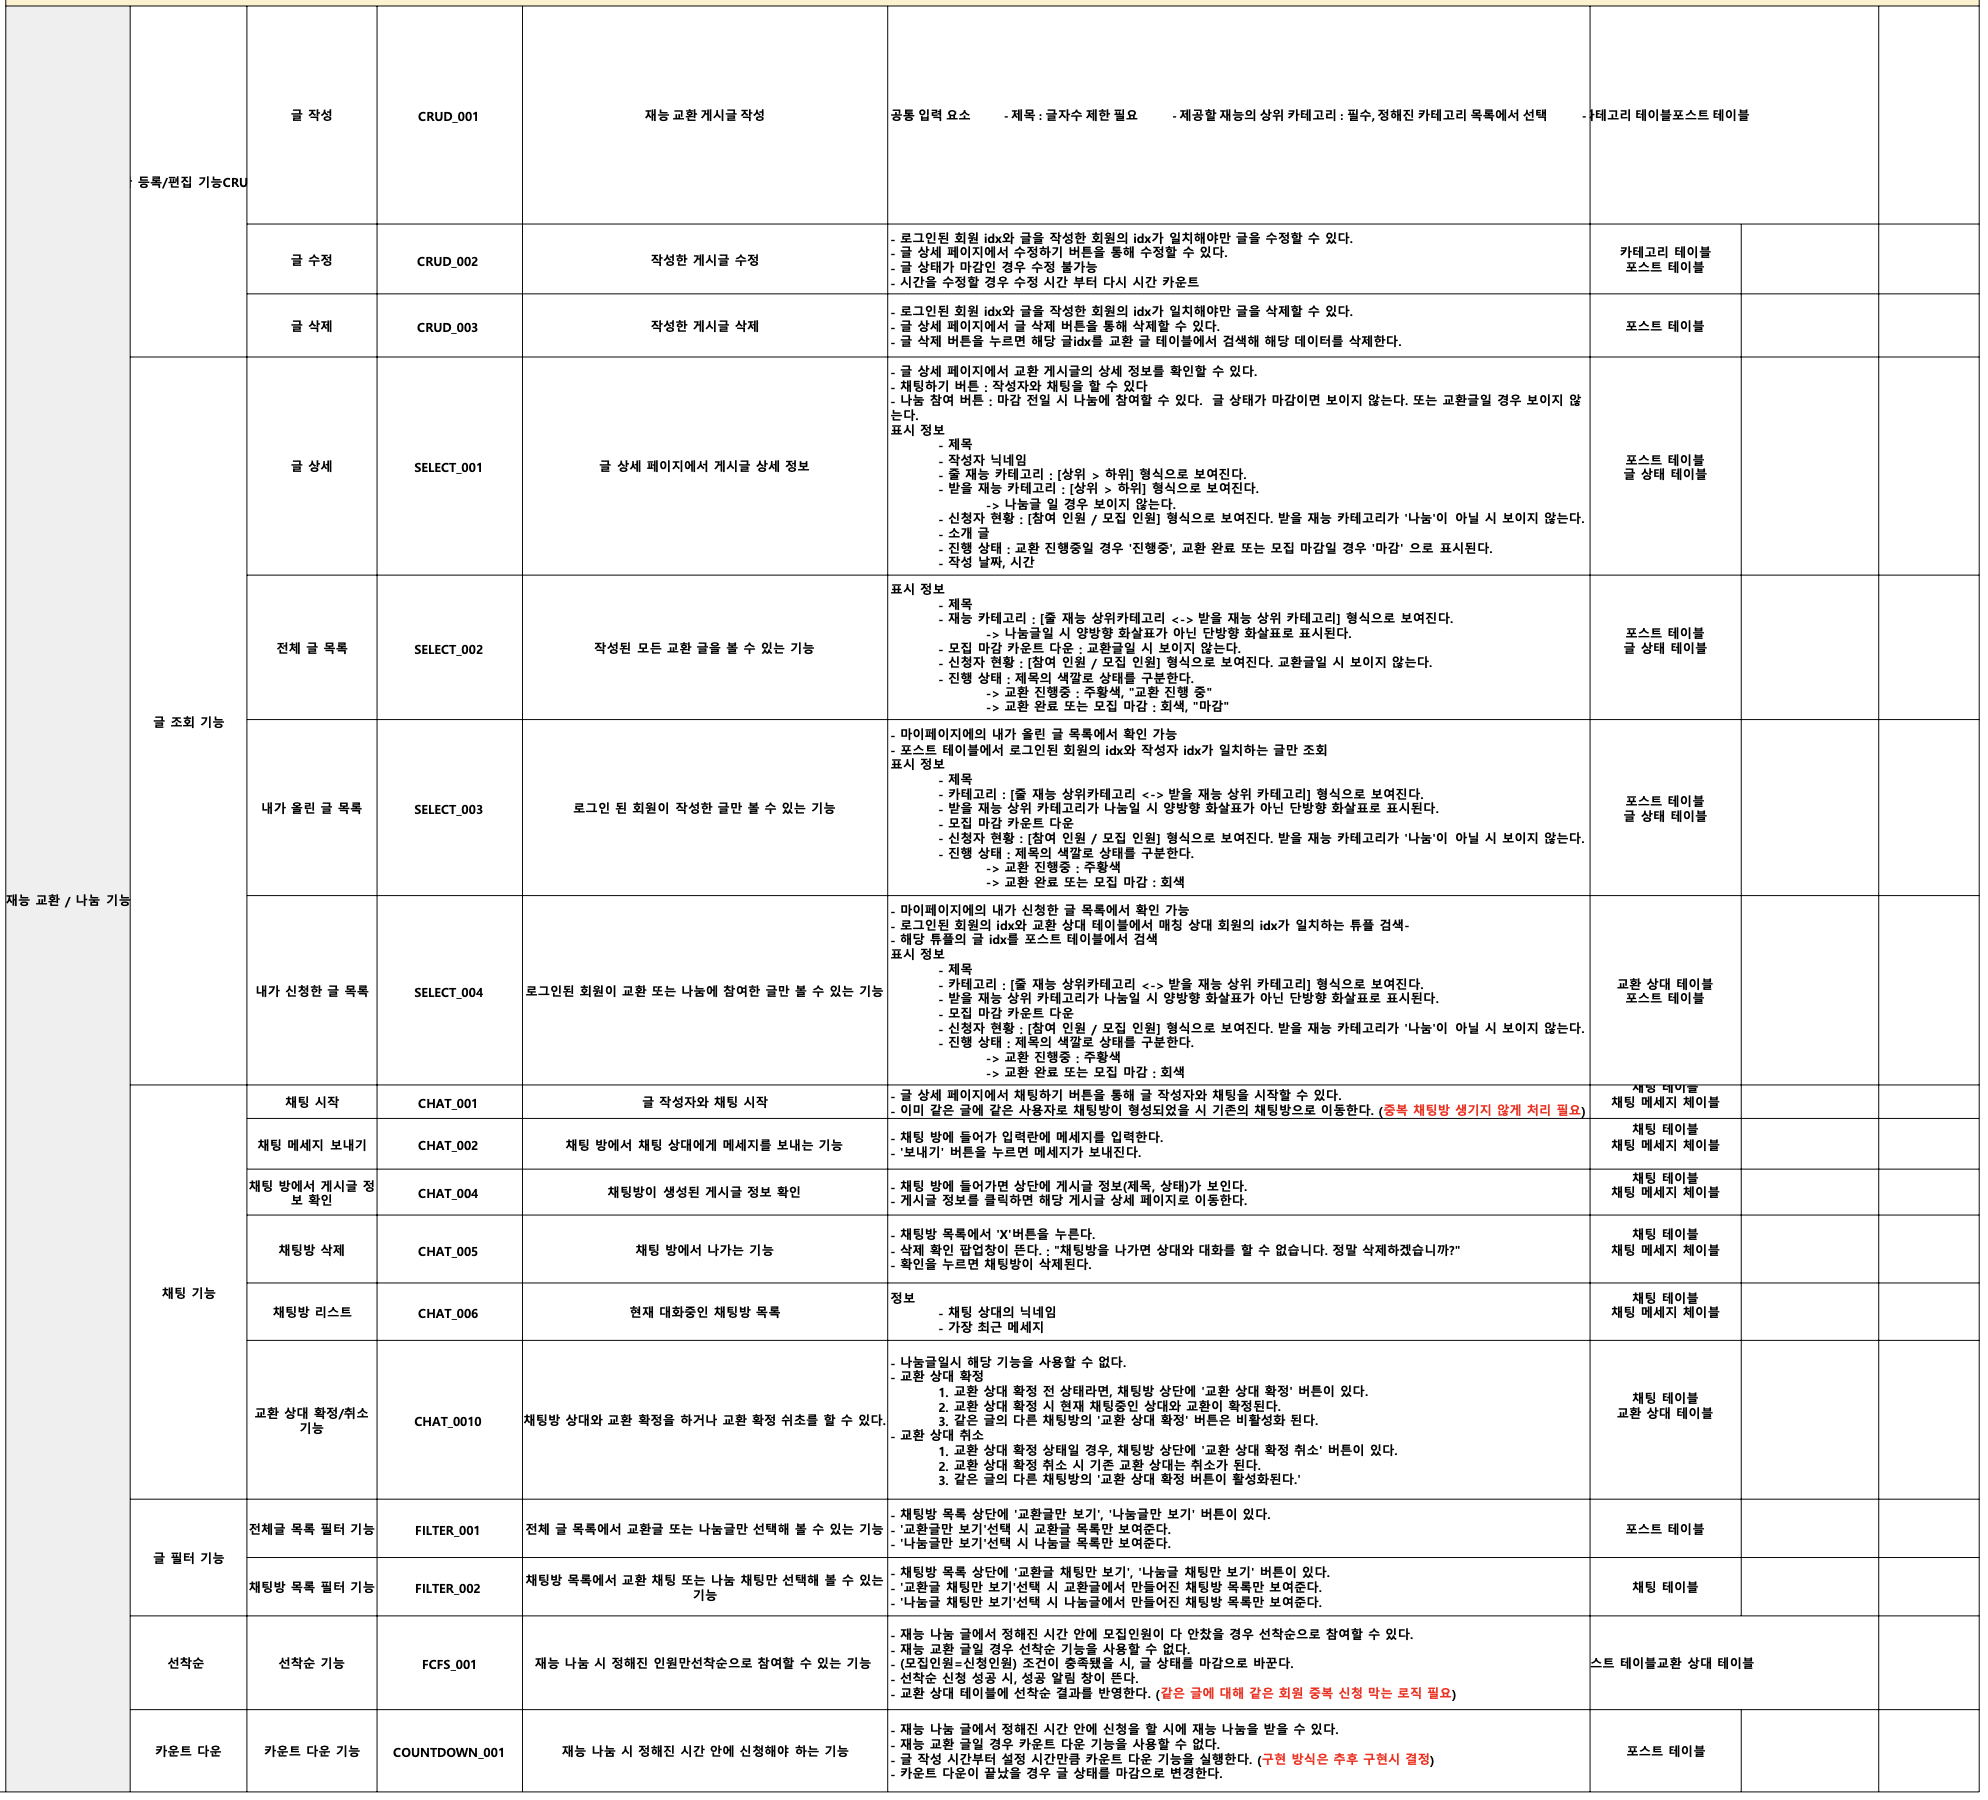 재능 교환 / 나눔 기능
등록/편집 기능CRU
글 작성
CRUD_001
재능 교환 게시글 작성
공통 입력 요소 - 제목 : 글자수 제한 필요 - 제공할 재능의 상위 카테고리 : 필수, 정해진 카테고리 목록에서 선택 -
테고리 테이블포스트 테이블
글 수정
CRUD_002
작성한 게시글 수정
- 로그인된 회원 idx와 글을 작성한 회원의 idx가 일치해야만 글을 수정할 수 있다.
- 글 상세 페이지에서 수정하기 버튼을 통해 수정할 수 있다.
- 글 상태가 마감인 경우 수정 불가능
- 시간을 수정할 경우 수정 시간 부터 다시 시간 카운트
카테고리 테이블
포스트 테이블
글 삭제
CRUD_003
작성한 게시글 삭제
- 로그인된 회원 idx와 글을 작성한 회원의 idx가 일치해야만 글을 삭제할 수 있다.
- 글 상세 페이지에서 글 삭제 버튼을 통해 삭제할 수 있다.
- 글 삭제 버튼을 누르면 해당 글idx를 교환 글 테이블에서 검색해 해당 데이터를 삭제한다.
포스트 테이블
글 조회 기능
글 상세
SELECT_001
글 상세 페이지에서 게시글 상세 정보
- 글 상세 페이지에서 교환 게시글의 상세 정보를 확인할 수 있다.
- 채팅하기 버튼 : 작성자와 채팅을 할 수 있다
- 나눔 참여 버튼 : 마감 전일 시 나눔에 참여할 수 있다. 글 상태가 마감이면 보이지 않는다. 또는 교환글일 경우 보이지 않
는다.
표시 정보
- 제목
- 작성자 닉네임
- 줄 재능 카테고리 : [상위 > 하위] 형식으로 보여진다.
- 받을 재능 카테고리 : [상위 > 하위] 형식으로 보여진다.
-> 나눔글 일 경우 보이지 않는다.
- 신청자 현황 : [참여 인원 / 모집 인원] 형식으로 보여진다. 받을 재능 카테고리가 '나눔'이 아닐 시 보이지 않는다.
- 소개 글
- 진행 상태 : 교환 진행중일 경우 '진행중', 교환 완료 또는 모집 마감일 경우 '마감' 으로 표시된다.
- 작성 날짜, 시간
포스트 테이블
글 상태 테이블
전체 글 목록
SELECT_002
작성된 모든 교환 글을 볼 수 있는 기능
표시 정보
- 제목
- 재능 카테고리 : [줄 재능 상위카테고리 <-> 받을 재능 상위 카테고리] 형식으로 보여진다.
-> 나눔글일 시 양방향 화살표가 아닌 단방향 화살표로 표시된다.
- 모집 마감 카운트 다운 : 교환글일 시 보이지 않는다.
- 신청자 현황 : [참여 인원 / 모집 인원] 형식으로 보여진다. 교환글일 시 보이지 않는다.
- 진행 상태 : 제목의 색깔로 상태를 구분한다.
-> 교환 진행중 : 주황색, "교환 진행 중"
-> 교환 완료 또는 모집 마감 : 회색, "마감"
포스트 테이블
글 상태 테이블
내가 올린 글 목록
SELECT_003
로그인 된 회원이 작성한 글만 볼 수 있는 기능
- 마이페이지에의 내가 올린 글 목록에서 확인 가능
- 포스트 테이블에서 로그인된 회원의 idx와 작성자 idx가 일치하는 글만 조회
표시 정보
- 제목
- 카테고리 : [줄 재능 상위카테고리 <-> 받을 재능 상위 카테고리] 형식으로 보여진다.
- 받을 재능 상위 카테고리가 나눔일 시 양방향 화살표가 아닌 단방향 화살표로 표시된다.
- 모집 마감 카운트 다운
- 신청자 현황 : [참여 인원 / 모집 인원] 형식으로 보여진다. 받을 재능 카테고리가 '나눔'이 아닐 시 보이지 않는다.
- 진행 상태 : 제목의 색깔로 상태를 구분한다.
-> 교환 진행중 : 주황색
-> 교환 완료 또는 모집 마감 : 회색
포스트 테이블
글 상태 테이블
내가 신청한 글 목록
SELECT_004
로그인된 회원이 교환 또는 나눔에 참여한 글만 볼 수 있는 기능
- 마이페이지에의 내가 신청한 글 목록에서 확인 가능
- 로그인된 회원의 idx와 교환 상대 테이블에서 매칭 상대 회원의 idx가 일치하는 튜플 검색-
- 해당 튜플의 글 idx를 포스트 테이블에서 검색
표시 정보
- 제목
- 카테고리 : [줄 재능 상위카테고리 <-> 받을 재능 상위 카테고리] 형식으로 보여진다.
- 받을 재능 상위 카테고리가 나눔일 시 양방향 화살표가 아닌 단방향 화살표로 표시된다.
- 모집 마감 카운트 다운
- 신청자 현황 : [참여 인원 / 모집 인원] 형식으로 보여진다. 받을 재능 카테고리가 '나눔'이 아닐 시 보이지 않는다.
- 진행 상태 : 제목의 색깔로 상태를 구분한다.
-> 교환 진행중 : 주황색
-> 교환 완료 또는 모집 마감 : 회색
교환 상대 테이블
포스트 테이블
채팅 기능
채팅 시작
CHAT_001
글 작성자와 채팅 시작
- 글 상세 페이지에서 채팅하기 버튼을 통해 글 작성자와 채팅을 시작할 수 있다.
- 이미 같은 글에 같은 사용자로 채팅방이 형성되었을 시 기존의 채팅방으로 이동한다. (중복 채팅방 생기지 않게 처리 필요)
채팅 테이블
채팅 메세지 체이블
채팅 메세지 보내기
CHAT_002
채팅 방에서 채팅 상대에게 메세지를 보내는 기능
- 채팅 방에 들어가 입력란에 메세지를 입력한다.
- '보내기' 버튼을 누르면 메세지가 보내진다.
채팅 테이블
채팅 메세지 체이블
채팅 방에서 게시글 정
보 확인
CHAT_004
채팅방이 생성된 게시글 정보 확인
- 채팅 방에 들어가면 상단에 게시글 정보(제목, 상태)가 보인다.
- 게시글 정보를 클릭하면 해당 게시글 상세 페이지로 이동한다.
채팅 테이블
채팅 메세지 체이블
채팅방 삭제
CHAT_005
채팅 방에서 나가는 기능
- 채팅방 목록에서 'X'버튼을 누른다.
- 삭제 확인 팝업창이 뜬다. : "채팅방을 나가면 상대와 대화를 할 수 없습니다. 정말 삭제하겠습니까?"
- 확인을 누르면 채팅방이 삭제된다.
채팅 테이블
채팅 메세지 체이블
채팅방 리스트
CHAT_006
현재 대화중인 채팅방 목록
정보
- 채팅 상대의 닉네임
- 가장 최근 메세지
채팅 테이블
채팅 메세지 체이블
교환 상대 확정/취소
기능
CHAT_0010
채팅방 상대와 교환 확정을 하거나 교환 확정 쉬초를 할 수 있다.
- 나눔글일시 해당 기능을 사용할 수 없다.
- 교환 상대 확정
1. 교환 상대 확정 전 상태라면, 채팅방 상단에 '교환 상대 확정' 버튼이 있다.
2. 교환 상대 확정 시 현재 채팅중인 상대와 교환이 확정된다.
3. 같은 글의 다른 채팅방의 '교환 상대 확정' 버튼은 비활성화 된다.
- 교환 상대 취소
1. 교환 상대 확정 상태일 경우, 채팅방 상단에 '교환 상대 확정 취소' 버튼이 있다.
2. 교환 상대 확정 취소 시 기존 교환 상대는 취소가 된다.
3. 같은 글의 다른 채팅방의 '교환 상대 확정 버튼이 활성화된다.'
채팅 테이블
교환 상대 테이블
글 필터 기능
전체글 목록 필터 기능
FILTER_001
전체 글 목록에서 교환글 또는 나눔글만 선택해 볼 수 있는 기능
- 채팅방 목록 상단에 '교환글만 보기', '나눔글만 보기' 버튼이 있다.
- '교환글만 보기'선택 시 교환글 목록만 보여준다.
- '나눔글만 보기'선택 시 나눔글 목록만 보여준다.
포스트 테이블
채팅방 목록 필터 기능
FILTER_002
채팅방 목록에서 교환 채팅 또는 나눔 채팅만 선택해 볼 수 있는
기능
- 채팅방 목록 상단에 '교환글 채팅만 보기', '나눔글 채팅만 보기' 버튼이 있다.
- '교환글 채팅만 보기'선택 시 교환글에서 만들어진 채팅방 목록만 보여준다.
- '나눔글 채팅만 보기'선택 시 나눔글에서 만들어진 채팅방 목록만 보여준다.
채팅 테이블
선착순
선착순 기능
FCFS_001
재능 나눔 시 정해진 인원만선착순으로 참여할 수 있는 기능
- 재능 나눔 글에서 정해진 시간 안에 모집인원이 다 안찼을 경우 선착순으로 참여할 수 있다.
- 재능 교환 글일 경우 선착순 기능을 사용할 수 없다.
- (모집인원=신청인원) 조건이 충족됐을 시, 글 상태를 마감으로 바꾼다.
- 선착순 신청 성공 시, 성공 알림 창이 뜬다.
- 교환 상대 테이블에 선착순 결과를 반영한다. (같은 글에 대해 같은 회원 중복 신청 막는 로직 필요)
스트 테이블교환 상대 테이블
카운트 다운
카운트 다운 기능
COUNTDOWN_001
재능 나눔 시 정해진 시간 안에 신청해야 하는 기능
- 재능 나눔 글에서 정해진 시간 안에 신청을 할 시에 재능 나눔을 받을 수 있다.
- 재능 교환 글일 경우 카운트 다운 기능을 사용할 수 없다.
- 글 작성 시간부터 설정 시간만큼 카운트 다운 기능을 실행한다. (구현 방식은 추후 구현시 결정)
- 카운트 다운이 끝났을 경우 글 상태를 마감으로 변경한다.
포스트 테이블